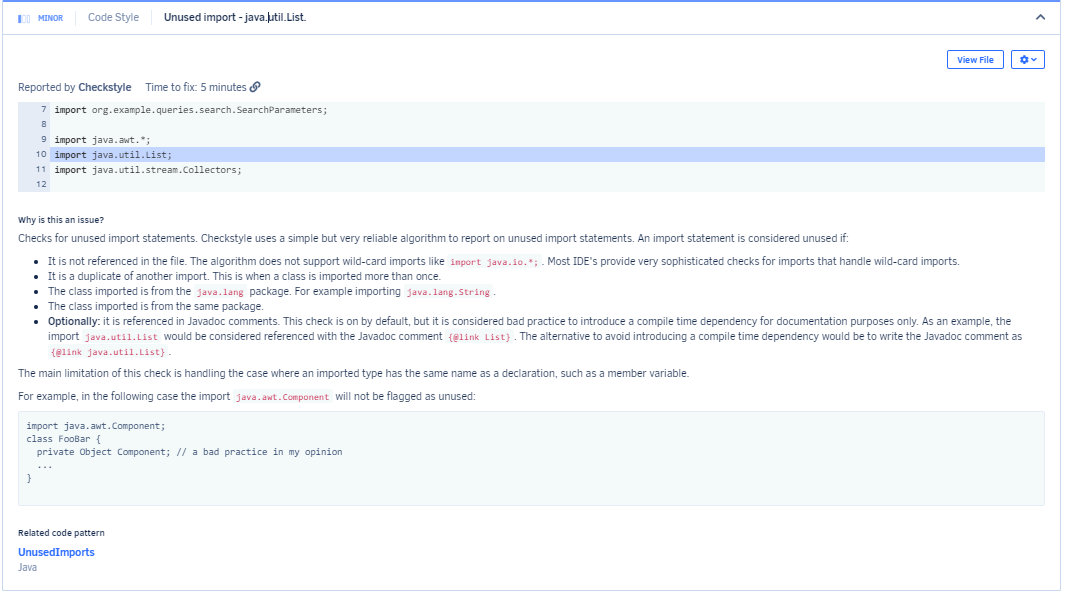 MINOR Code Style Unused import - java.util.List.
View File
Reported by Checkstyle Time to fix: 5 minutes
7 import org.example.queries.search.SearchParameters;
8
9 import java.awt.*;
10 import java.util.List;
11 import java.util.stream.Collectors;
12
Why is this an issue?
Checks for unused import statements. Checkstyle uses a simple but very reliable algorithm to report on unused import statements. An import statement is considered unused if:
• It is not referenced in the file. The algorithm does not support wild-card imports like import java.io.*;. Most IDE's provide very sophisticated checks for imports that handle wild-card imports.
• It is a duplicate of another import. This is when a class is imported more than once.
• The class imported is from the java.lang package. For example importing java.lang.String.
• The class imported is from the same package.
• Optionally: it is referenced in Javadoc comments. This check is on by default, but it is considered bad practice to introduce a compile time dependency for documentation purposes only. As an example, the
import java.util.List would be considered referenced with the Javadoc comment {@link List}. The alternative to avoid introducing a compile time dependency would be to write the Javadoc comment as
{@link java.util.List}.
The main limitation of this check is handling the case where an imported type has the same name as a declaration, such as a member variable.
For example, in the following case the import java.awt.Component will not be flagged as unused:
import java.awt.Component;
class FooBar {
  private Object Component; // a bad practice in my opinion
  ...
}
Related code pattern
UnusedImports
Java